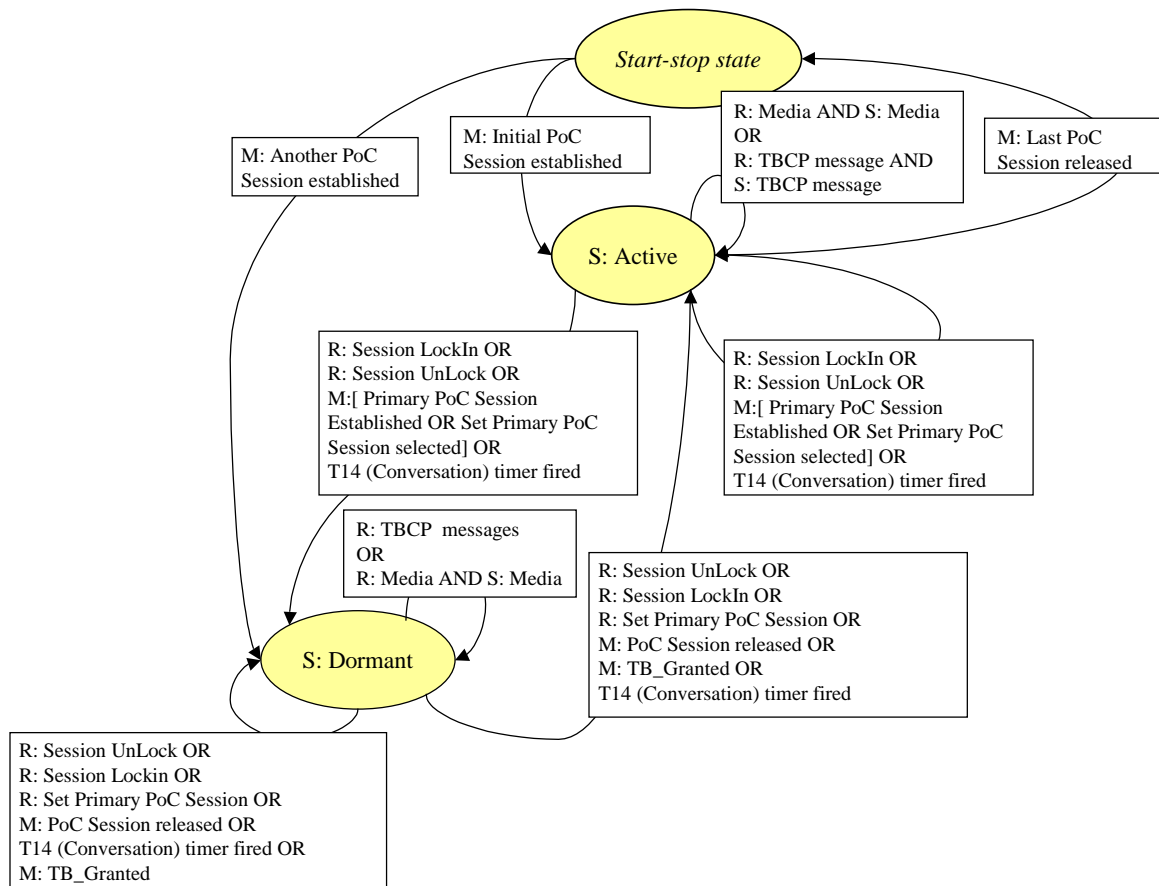 Start-stop state
R: Media AND S: Media
OR
R: TBCP message AND
S: TBCP message
M: Initial PoC
Session established
M: Last PoC
Session released
M: Another PoC
Session established
S: Active
R: Session LockIn OR
R: Session UnLock OR
M:[ Primary PoC Session
Established OR Set Primary PoC
Session selected] OR
T14 (Conversation) timer fired
R: Session LockIn OR
R: Session UnLock OR
M:[ Primary PoC Session
Established OR Set Primary PoC
Session selected] OR
T14 (Conversation) timer fired
R: TBCP  messages
OR
R: Media AND S: Media
R: Session UnLock OR
R: Session LockIn OR
R: Set Primary PoC Session OR
M: PoC Session released OR
M: TB_Granted OR
T14 (Conversation) timer fired
S: Dormant
R: Session UnLock OR
R: Session Lockin OR
R: Set Primary PoC Session OR
M: PoC Session released OR
T14 (Conversation) timer fired OR
M: TB_Granted